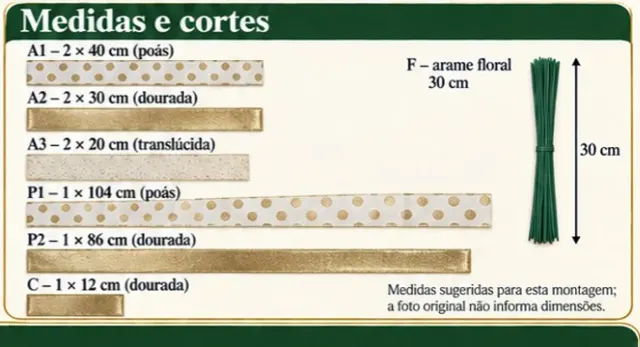 Medidas e cortes
A1 – 2 × 40 cm (poás)
A2 – 2 × 30 cm (dourada)
A3 – 2 × 20 cm (translúcida)
P1 – 1 × 104 cm (poás)
P2 – 1 × 86 cm (dourada)
C – 1 × 12 cm (dourada)
F – arame floral
30 cm
30 cm
Medidas sugeridas para esta montagem;
a foto original não informa dimensões.